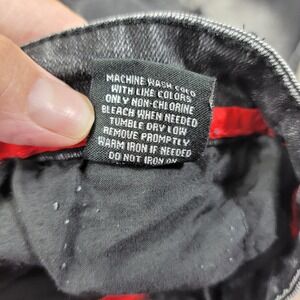 MACHINE WASH COLD
WITH LIKE COLORS
ONLY NON-CHLORINE
BLEACH WHEN NEEDED
TUMBLE DRY LOW
REMOVE PROMPTLY
WARM IRON IF NEEDED
DO NOT IRON ON